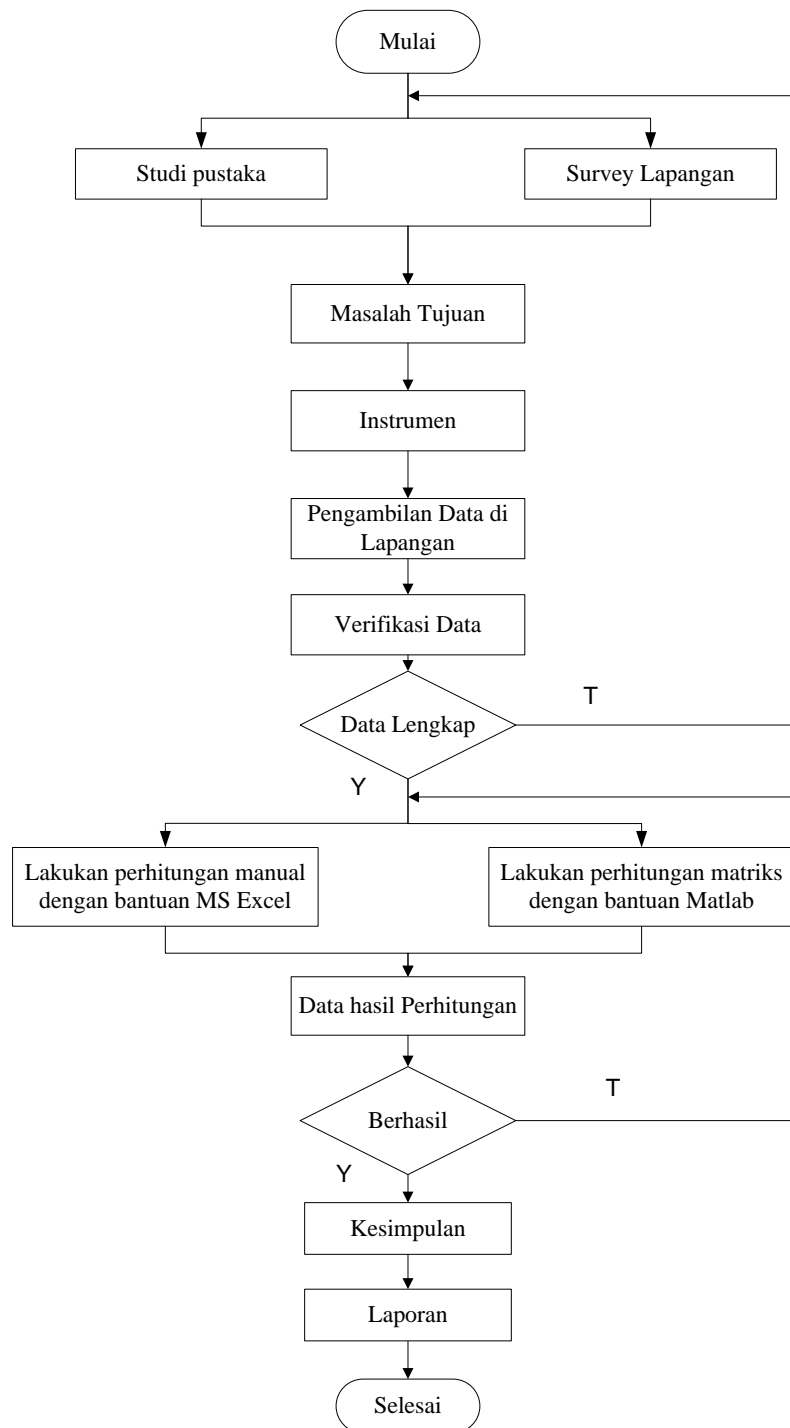 Mulai
Studi pustaka
Survey Lapangan
Masalah Tujuan
Instrumen
Pengambilan Data di
Lapangan
Verifikasi Data
Data Lengkap
T
Y
Lakukan perhitungan manual
dengan bantuan MS Excel
Lakukan perhitungan matriks
dengan bantuan Matlab
Data hasil Perhitungan
Berhasil
T
Y
Kesimpulan
Laporan
Selesai